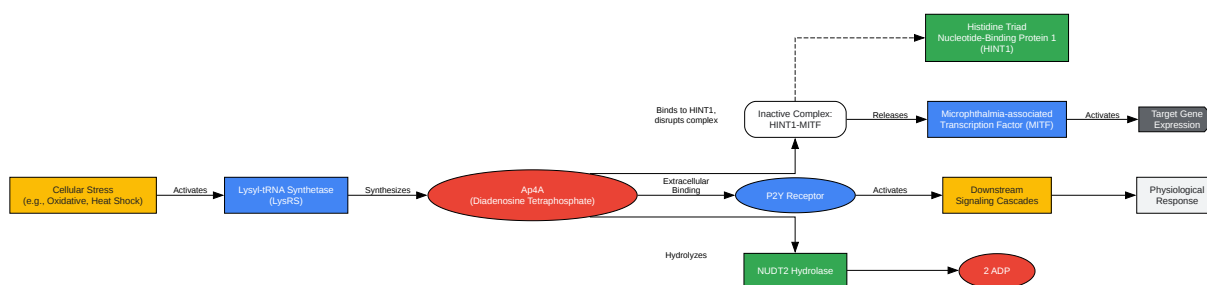 Histidine Triad
Nucleotide-Binding Protein 1
(HINT1)
Binds to HINT1,
disrupts complex
Inactive Complex:
HINT1-MITF
Releases
Microphthalmia-associated
Transcription Factor (MITF)
Activates
Target Gene
Expression
Cellular Stress
(e.g., Oxidative, Heat Shock)
Activates
Lysyl-tRNA Synthetase
(LysRS)
Synthesizes
Ap4A
(Diadenosine Tetraphosphate)
Extracellular
Binding
P2Y Receptor
Activates
Downstream
Signaling Cascades
Physiological
Response
Hydrolyzes
NUDT2 Hydrolase
2 ADP